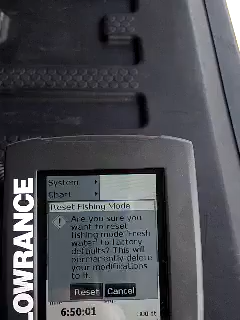 LOWRANCE
System
Chart
Reset Fishing Mode
Are you sure you
want to reset
fishing mode 'Fresh
water' to factory
defaults? This will
permanently delete
your modifications
to it.
Reset Cancel
6:50:01